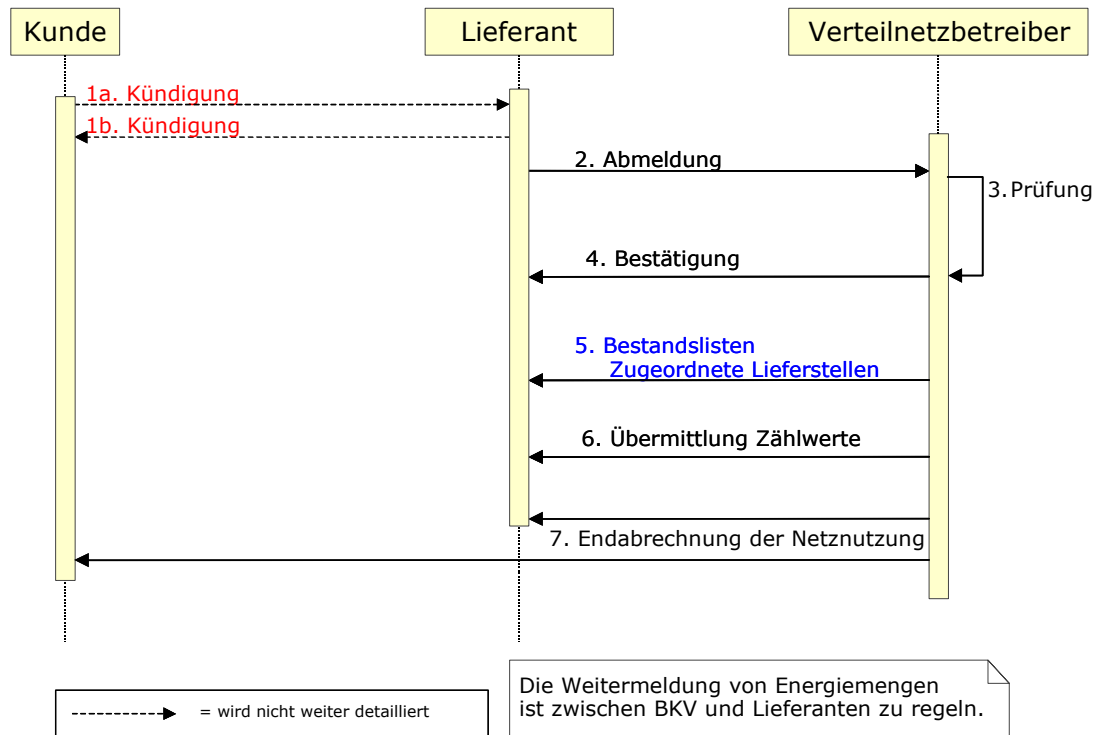 Kunde
Lieferant
Verteilnetzbetreiber
1a. Kündigung
1b. Kündigung
2. Abmeldung
3. Prüfung
4. Bestätigung
5. Bestandslisten
Zugeordnete Lieferstellen
6. Übermittlung Zählwerte
7. Endabrechnung der Netznutzung
= wird nicht weiter detailliert
Die Weitermeldung von Energiemengen
ist zwischen BKV und Lieferanten zu regeln.